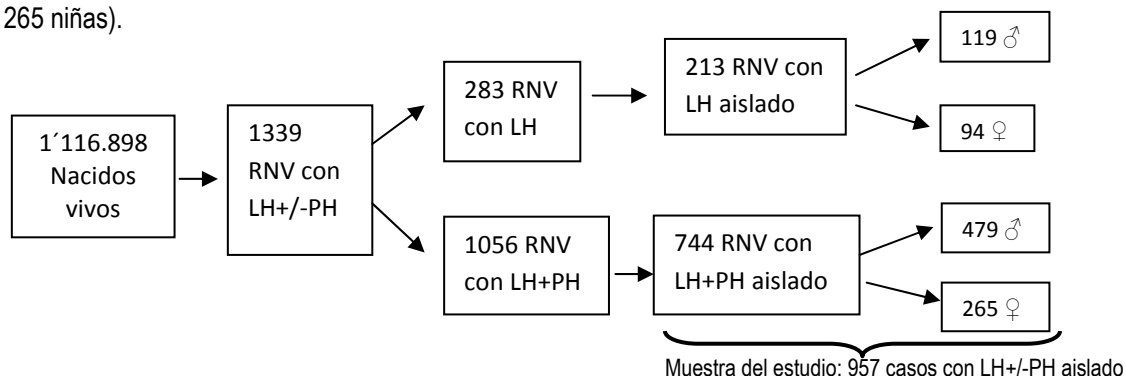 265 niñas).
1´116.898
Nacidos
vivos
1339
RNV con
LH+/-PH
283 RNV
con LH
213 RNV con
LH aislado
119 ♂
94 ♀
1056 RNV
con LH+PH
744 RNV con
LH+PH aislado
479 ♂
265 ♀
Muestra del estudio: 957 casos con LH+/-PH aislado